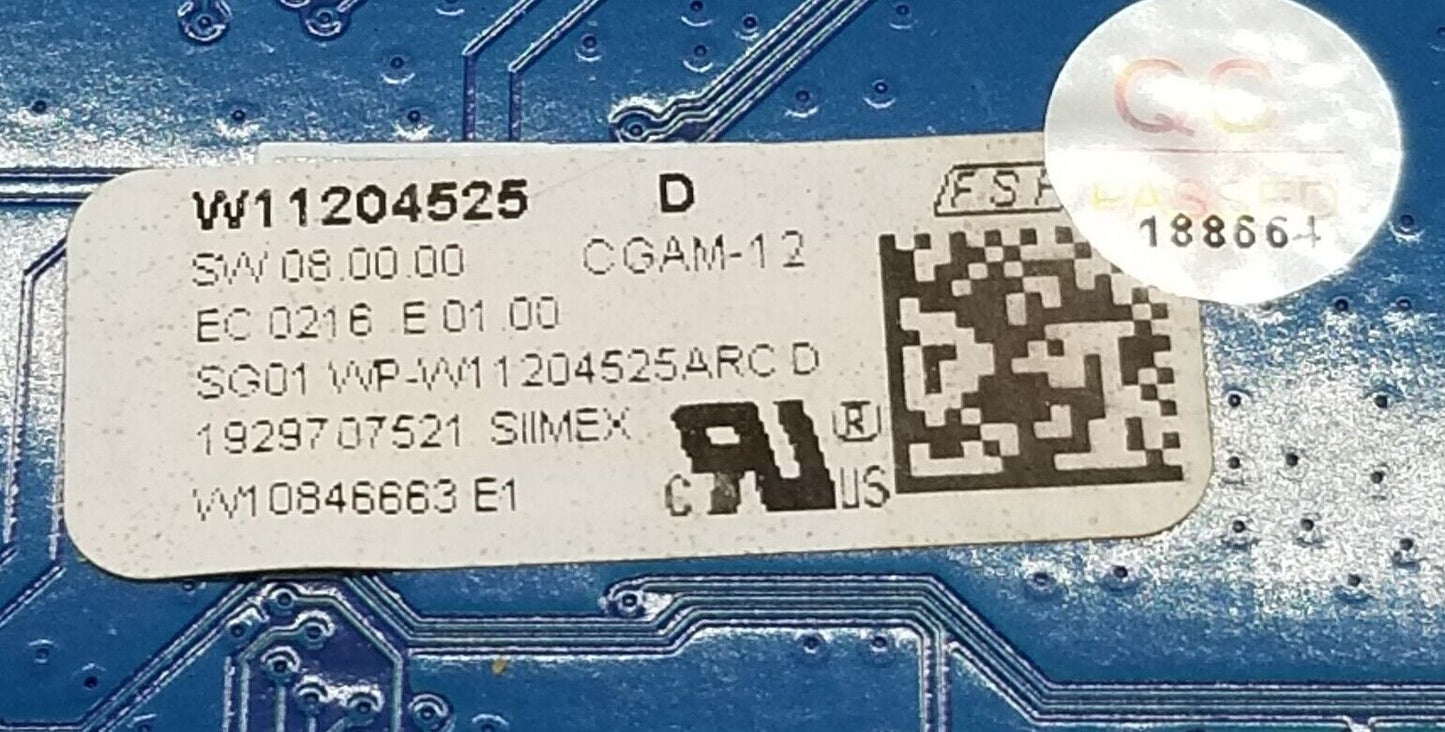 W11204525 D
SW 08.00.00 CGAM-12
EC 0216 E 01.00
SG01 WP-W11204525ARC D
1929707521 SIIMEX
W10846663 E1
C US
R
QC
PASSED
188664